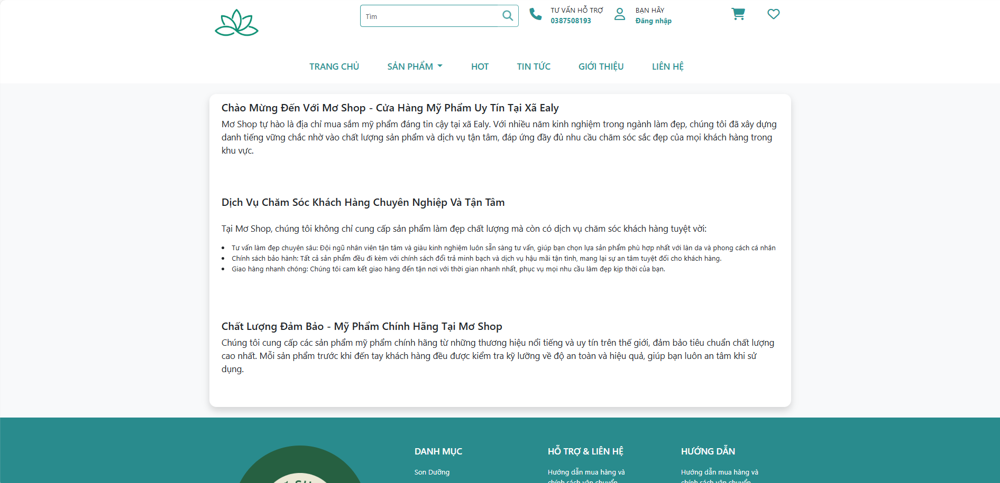 Tìm
TƯ VẤN HỖ TRỢ
0387508193
BẠN HÃY
Đăng nhập
TRANG CHỦ
SẢN PHẨM
HOT
TIN TỨC
GIỚI THIỆU
LIÊN HỆ
Chào Mừng Đến Với Mơ Shop - Cửa Hàng Mỹ Phẩm Uy Tín Tại Xã Ealy
Mơ Shop tự hào là địa chỉ mua sắm mỹ phẩm đáng tin cậy tại xã Ealy. Với nhiều năm kinh nghiệm trong ngành làm đẹp, chúng tôi đã xây dựng
danh tiếng vững chắc nhờ vào chất lượng sản phẩm và dịch vụ tận tâm, đáp ứng đầy đủ nhu cầu chăm sóc sắc đẹp của mọi khách hàng trong
khu vực.
Dịch Vụ Chăm Sóc Khách Hàng Chuyên Nghiệp Và Tận Tâm
Tại Mơ Shop, chúng tôi không chỉ cung cấp sản phẩm làm đẹp chất lượng mà còn có dịch vụ chăm sóc khách hàng tuyệt vời:
• Tư vấn làm đẹp chuyên sâu: Đội ngũ nhân viên tận tâm và giàu kinh nghiệm luôn sẵn sàng tư vấn, giúp bạn chọn lựa sản phẩm phù hợp nhất với làn da và phong cách cá nhân
• Chính sách bảo hành: Tất cả sản phẩm đều đi kèm với chính sách đổi trả minh bạch và dịch vụ hậu mãi tận tình, mang lại sự an tâm tuyệt đối cho khách hàng.
• Giao hàng nhanh chóng: Chúng tôi cam kết giao hàng đến tận nơi với thời gian nhanh nhất, phục vụ mọi nhu cầu làm đẹp kịp thời của bạn.
Chất Lượng Đảm Bảo - Mỹ Phẩm Chính Hãng Tại Mơ Shop
Chúng tôi cung cấp các sản phẩm mỹ phẩm chính hãng từ những thương hiệu nổi tiếng và uy tín trên thế giới, đảm bảo tiêu chuẩn chất lượng
cao nhất. Mỗi sản phẩm trước khi đến tay khách hàng đều được kiểm tra kỹ lưỡng về độ an toàn và hiệu quả, giúp bạn luôn an tâm khi sử
dụng.
DANH MỤC
Son Dưỡng
HỖ TRỢ & LIÊN HỆ
Hướng dẫn mua hàng và
chính sách vận chuyển
HƯỚNG DẪN
Hướng dẫn mua hàng và
chính sách vận chuyển